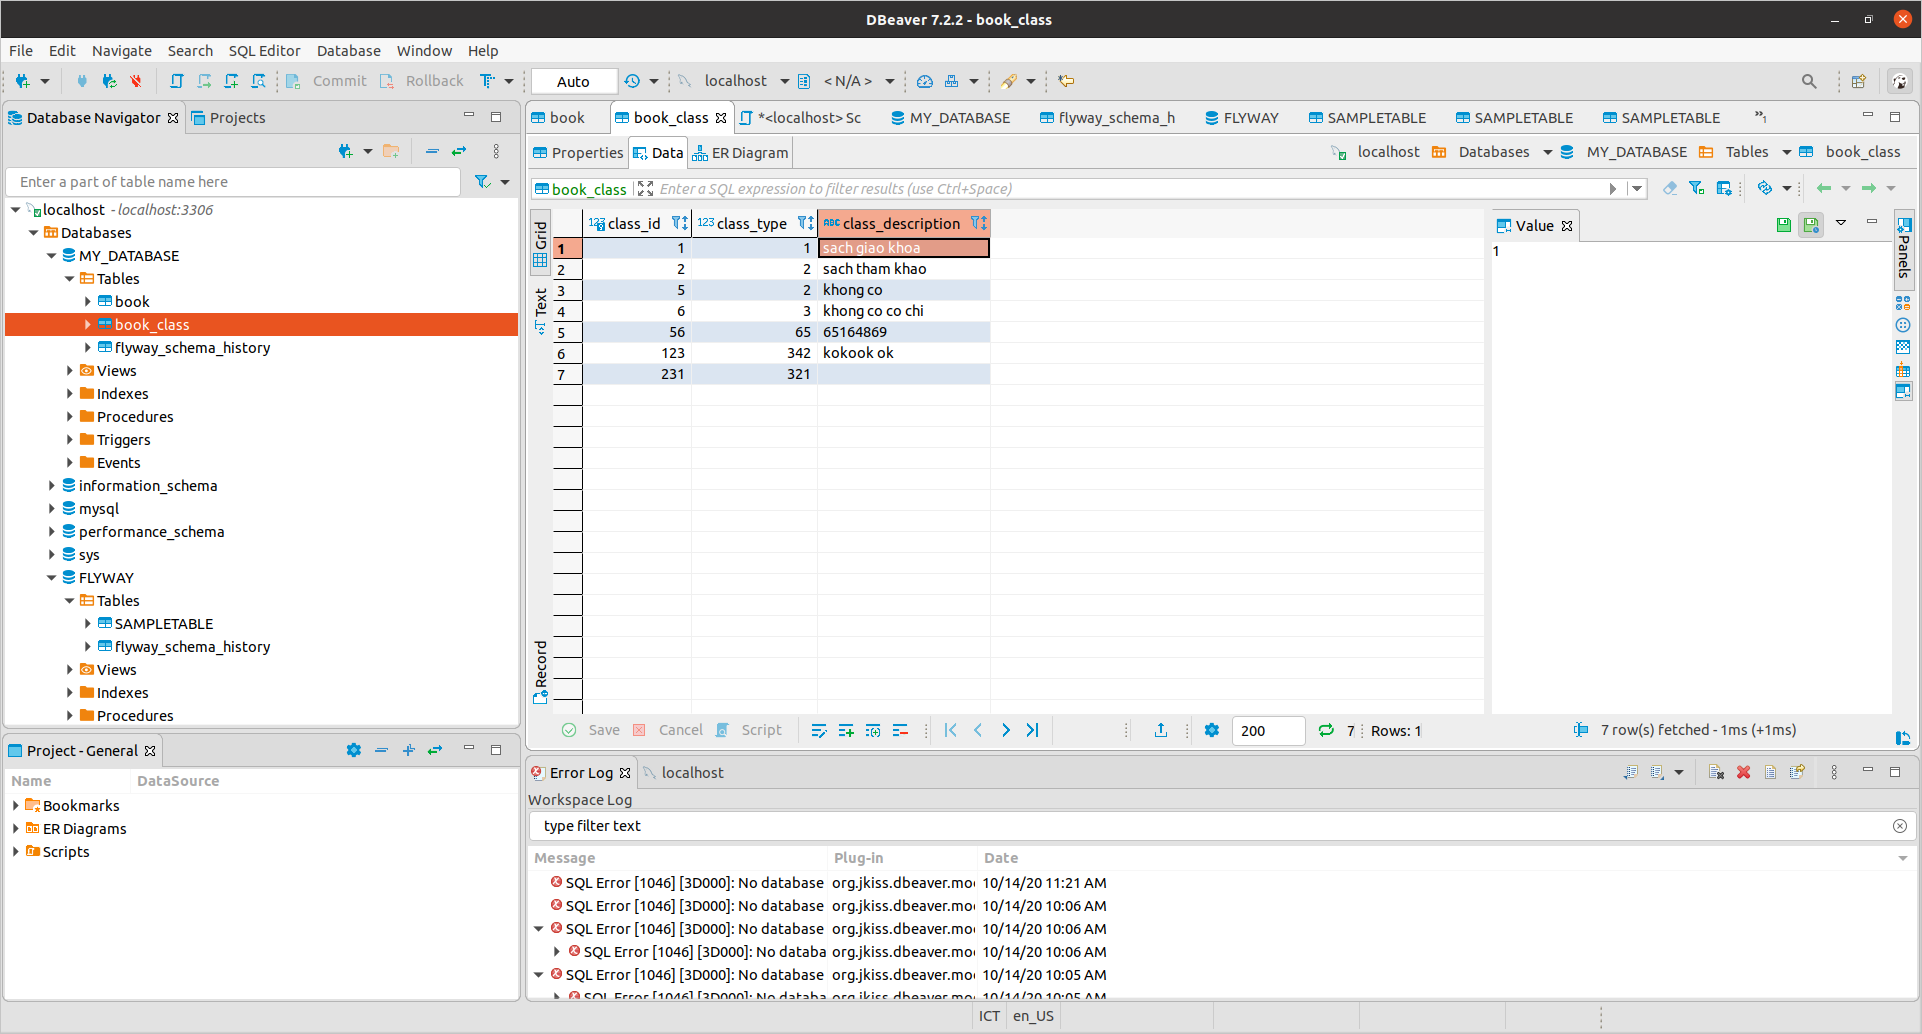 DBeaver 7.2.2 - book_class
File Edit Navigate Search SQL Editor Database Window Help
Commit Rollback Auto localhost < N/A >
Database Navigator Projects
Enter a part of table name here
localhost - localhost:3306
Databases
MY_DATABASE
Tables
book
book_class
flyway_schema_history
Views
Indexes
Procedures
Triggers
Events
information_schema
mysql
performance_schema
sys
FLYWAY
Tables
SAMPLETABLE
flyway_schema_history
Views
Indexes
Procedures
Project - General
Name DataSource
Bookmarks
ER Diagrams
Scripts
book book_class *<localhost> Sc MY_DATABASE flyway_schema_h FLYWAY SAMPLETABLE SAMPLETABLE SAMPLETABLE »1
Properties Data ER Diagram localhost Databases MY_DATABASE Tables book_class
book_class Enter a SQL expression to filter results (use Ctrl+Space)
Grid
Text
Record
123 class_id 123 class_type ABC class_description
1 1 1 sach giao khoa
2 2 2 sach tham khao
3 5 2 khong co
4 6 3 khong co co chi
5 56 65 65164869
6 123 342 kokook ok
7 231 321
Value
1
Panels
Save Cancel Script 200 7 Rows: 1 7 row(s) fetched - 1ms (+1ms)
Error Log localhost
Workspace Log
type filter text
Message Plug-in Date
SQL Error [1046] [3D000]: No database org.jkiss.dbeaver.mo 10/14/20 11:21 AM
SQL Error [1046] [3D000]: No database org.jkiss.dbeaver.mo 10/14/20 10:06 AM
SQL Error [1046] [3D000]: No database org.jkiss.dbeaver.mo 10/14/20 10:06 AM
SQL Error [1046] [3D000]: No databa org.jkiss.dbeaver.mo 10/14/20 10:06 AM
SQL Error [1046] [3D000]: No database org.jkiss.dbeaver.mo 10/14/20 10:05 AM
SQL Error [1046] [3D000]: No databa org.jkiss.dbeaver.mo 10/14/20 10:05 AM
ICT en_US